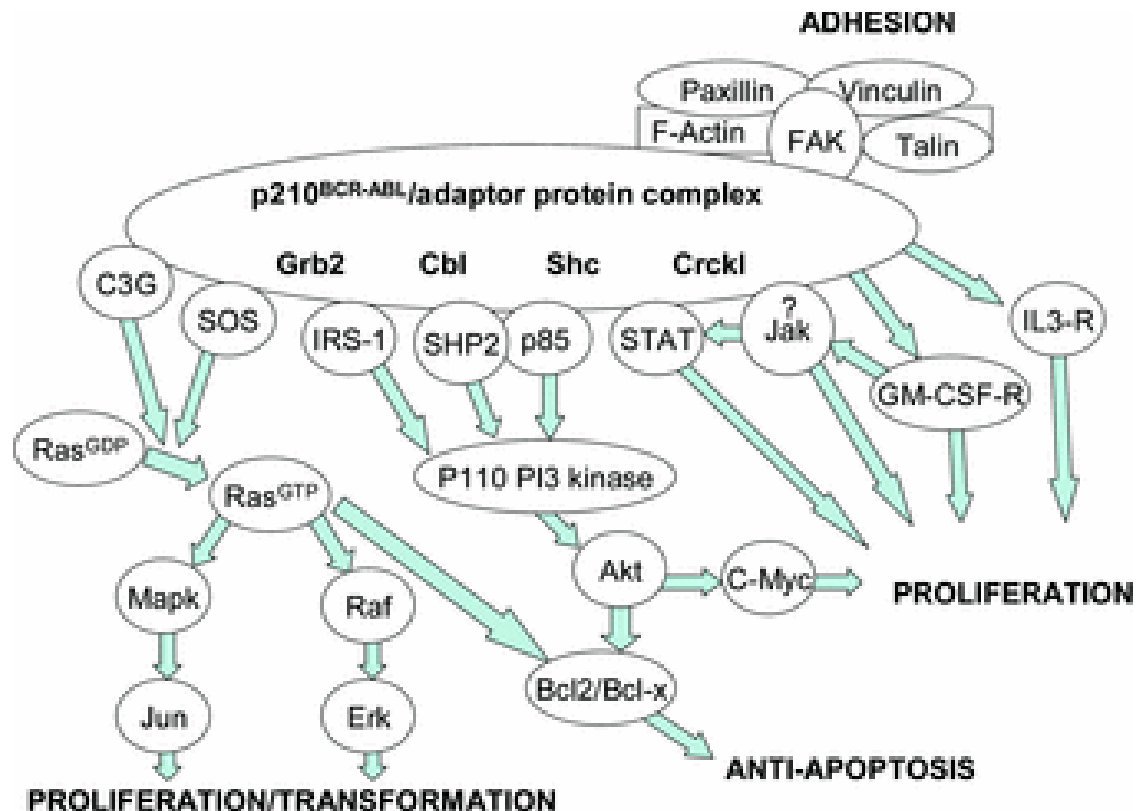 ADHESION
Paxillin Vinculin
F-Actin FAK Talin
p210BCR-ABL/adaptor protein complex
Grb2 Cbl Shc Crckl
C3G
SOS IRS-1 SHP2 p85 STAT ? Jak IL3-R
GM-CSF-R
RasGDP
RasGTP P110 PI3 kinase
Mapk Raf Akt C-Myc PROLIFERATION
Jun Erk Bcl2/Bcl-x
ANTI-APOPTOSIS
PROLIFERATION/TRANSFORMATION